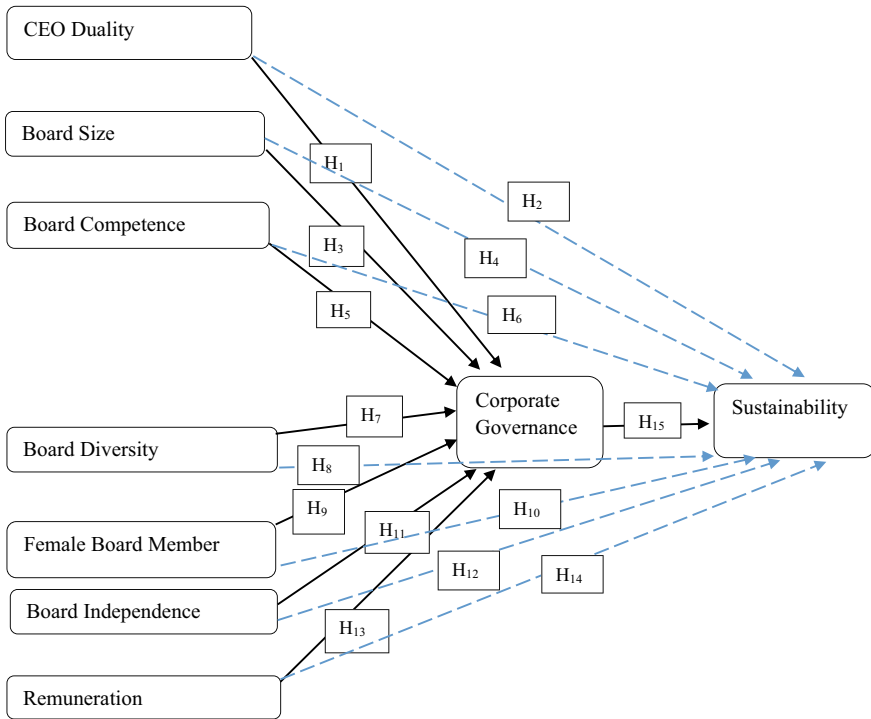 CEO Duality
Board Size
H₁
H₂
Board Competence
H₃
H₄
H₅
H₆
Corporate
Governance
Sustainability
H₇
H₁₅
Board Diversity
H₈
H₉
H₁₀
Female Board Member
H₁₁
H₁₂
H₁₄
Board Independence
H₁₃
Remuneration